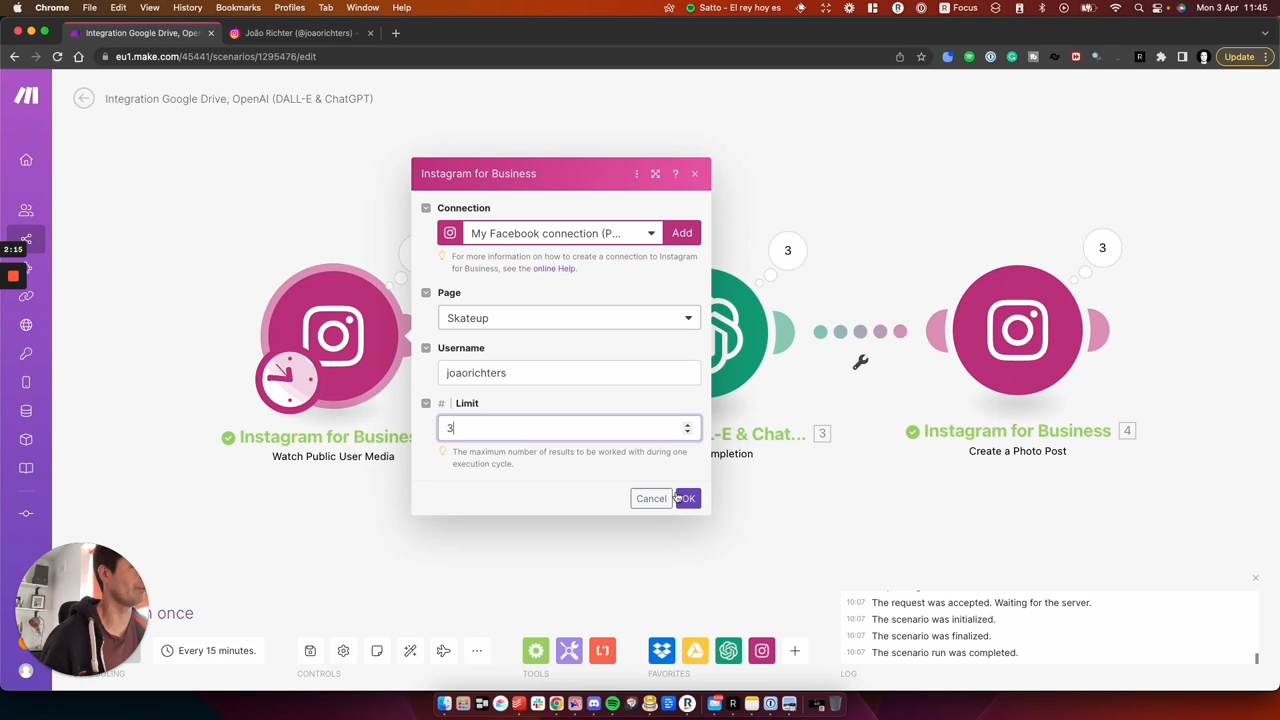 Chrome File Edit View History Bookmarks Profiles Tab Window Help
Satto - El rey hoy es
Focus
Mon 3 Apr 11:45
Integration Google Drive, Open
João Richter (@joaorichters)
eu1.make.com/45441/scenarios/1295476/edit
Update
Integration Google Drive, OpenAI (DALL-E & ChatGPT)
Instagram for Business
Connection
My Facebook connection (P...
Add
For more information on how to create a connection to Instagram
for Business, see the online Help.
Page
Skateup
Username
joaorichters
# Limit
3
The maximum number of results to be worked with during one
execution cycle.
Cancel
OK
2:15
3
3
Instagram for Busine
Watch Public User Media
L-E & Chat... 3
mpletion
Instagram for Business 4
Create a Photo Post
n once
Every 15 minutes.
ULING
CONTROLS
TOOLS
FAVORITES
LOG
10:07 The request was accepted. Waiting for the server.
10:07 The scenario was initialized.
10:07 The scenario was finalized.
10:07 The scenario run was completed.